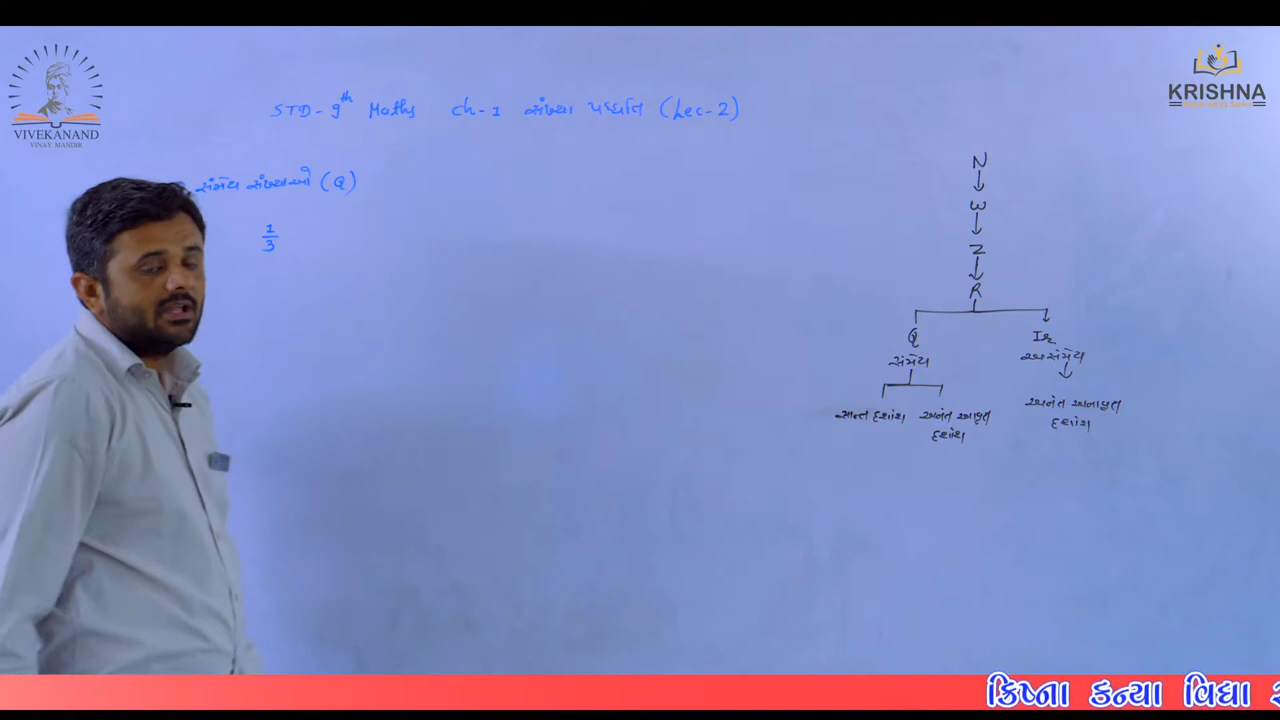 VIVEKANAND
VINAY MANDIR
KRISHNA
STD-9th Maths Ch-1 સંખ્યા પધ્ધતિ (Lec-2)
સંમેય સંખ્યાઓ (Q)
1/3
N
W
Z
R
Q Ir
સંમેય અસંમેય
સાન્ત દશાંશ અનંત આવૃત દશાંશ
અનંત અનાવૃત દશાંશ
ક્રિષ્ના કન્યા વિદ્યા